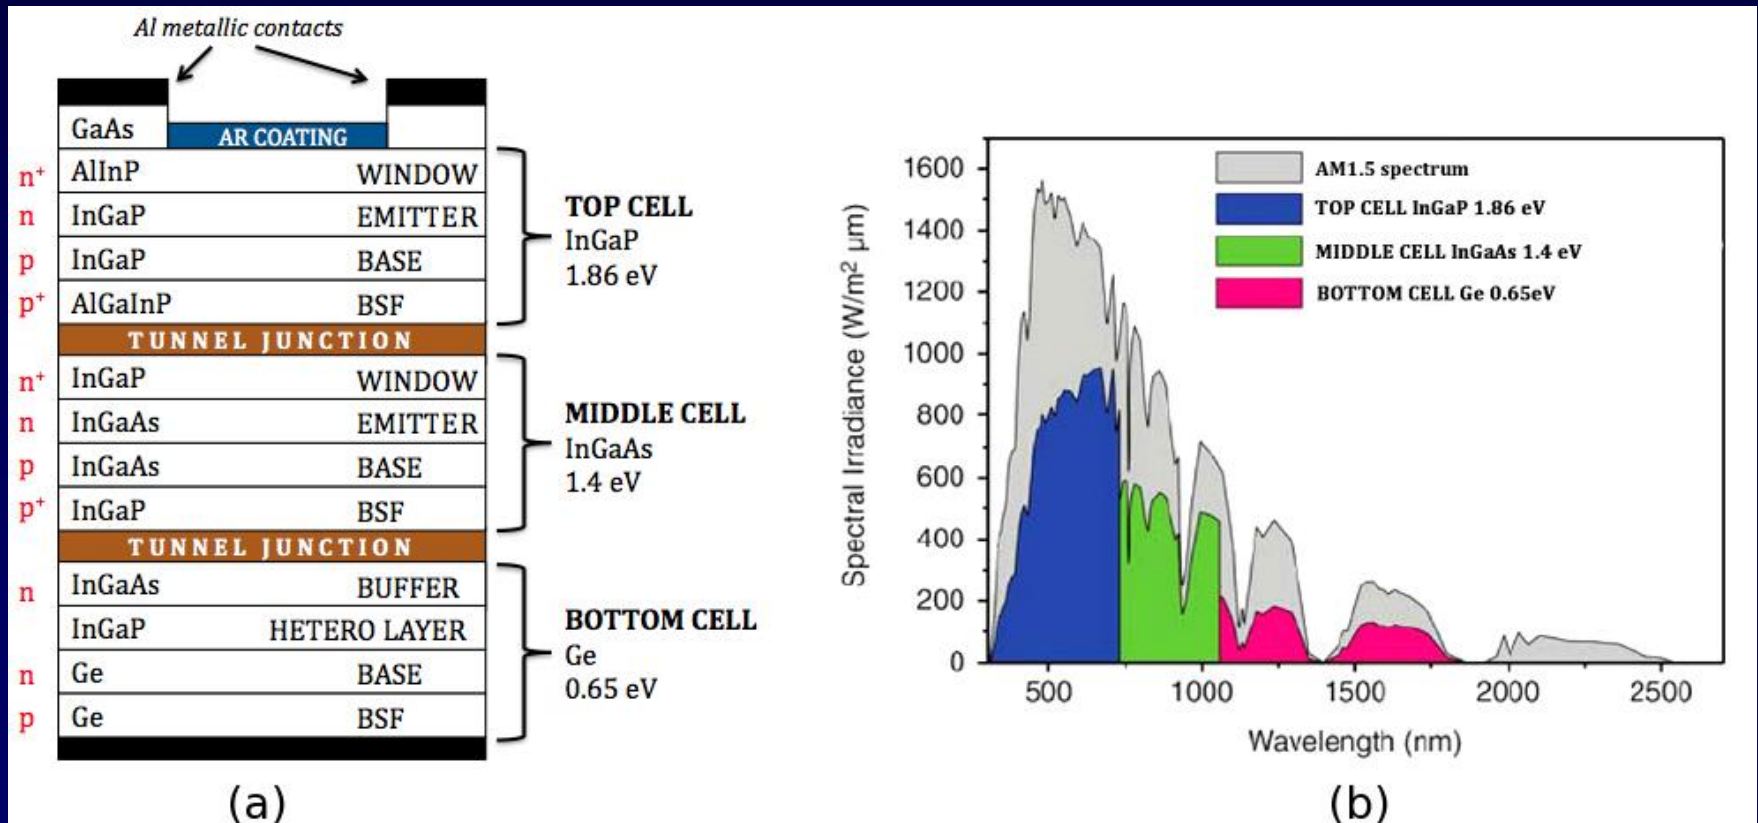 Al metallic contacts
GaAs
AR COATING
n⁺ AlInP WINDOW
n InGaP EMITTER
p InGaP BASE
p⁺ AlGaInP BSF
TUNNEL JUNCTION
n⁺ InGaP WINDOW
n InGaAs EMITTER
p InGaAs BASE
p⁺ InGaP BSF
TUNNEL JUNCTION
n InGaAs BUFFER
InGaP HETERO LAYER
n Ge BASE
p Ge BSF
TOP CELL
InGaP
1.86 eV
MIDDLE CELL
InGaAs
1.4 eV
BOTTOM CELL
Ge
0.65 eV
(a)
Spectral Irradiance (W/m² µm)
1600
1400
1200
1000
800
600
400
200
0
AM1.5 spectrum
TOP CELL InGaP 1.86 eV
MIDDLE CELL InGaAs 1.4 eV
BOTTOM CELL Ge 0.65eV
500 1000 1500 2000 2500
Wavelength (nm)
(b)